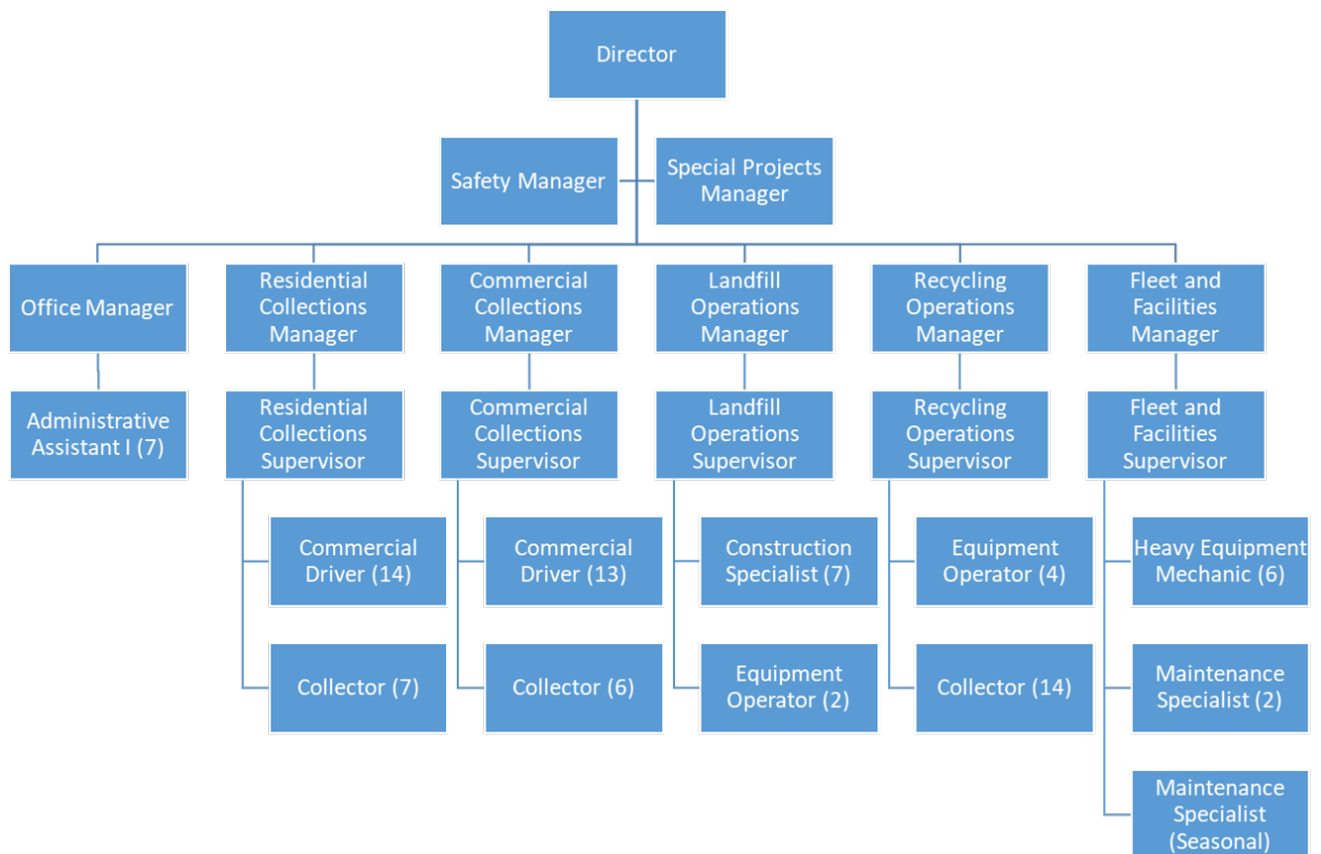 Director
Safety Manager
Special Projects
Manager
Office Manager
Residential
Collections
Manager
Commercial
Collections
Manager
Landfill
Operations
Manager
Recycling
Operations
Manager
Fleet and
Facilities
Manager
Administrative
Assistant I (7)
Residential
Collections
Supervisor
Commercial
Collections
Supervisor
Landfill
Operations
Supervisor
Recycling
Operations
Supervisor
Fleet and
Facilities
Supervisor
Commercial
Driver (14)
Commercial
Driver (13)
Construction
Specialist (7)
Equipment
Operator (4)
Heavy Equipment
Mechanic (6)
Collector (7)
Collector (6)
Equipment
Operator (2)
Collector (14)
Maintenance
Specialist (2)
Maintenance
Specialist
(Seasonal)